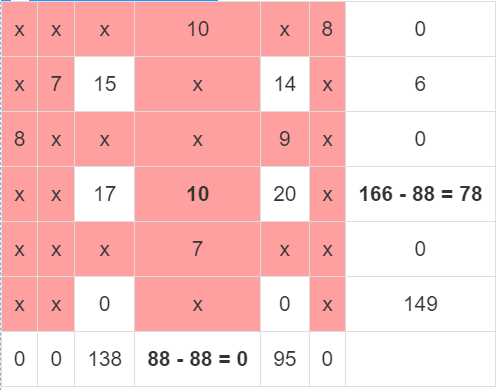 x x x 10 x 8 0
x 7 15 x 14 x 6
8 x x x 9 x 0
x x 17 10 20 x 166 - 88 = 78
x x x 7 x x 0
x x 0 x 0 x 149
0 0 138 88 - 88 = 0 95 0